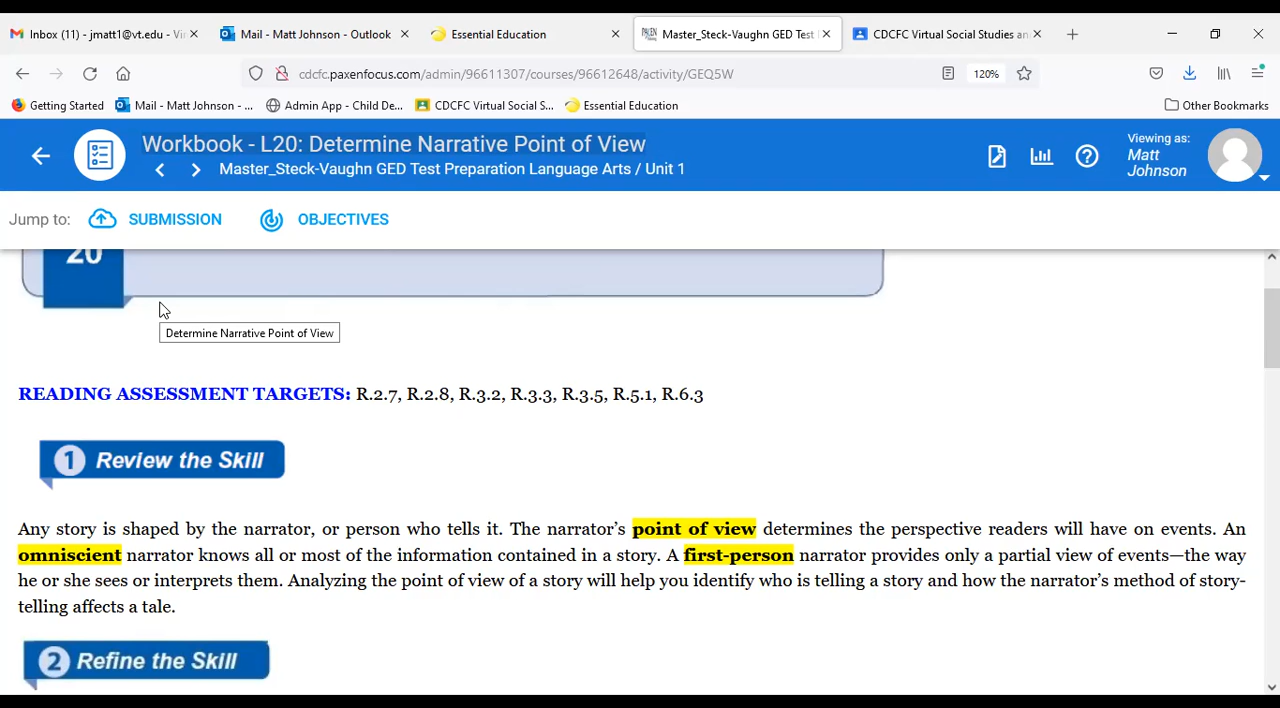 Inbox (11) - jmatt1@vt.edu - Vi
Mail - Matt Johnson - Outlook
Essential Education
PAXEN
Master_Steck-Vaughn GED Test
CDCFC Virtual Social Studies an
cdcfc.paxenfocus.com/admin/96611307/courses/96612648/activity/GEQ5W
120%
Getting Started
Mail - Matt Johnson - ...
Admin App - Child De...
CDCFC Virtual Social S...
Essential Education
Other Bookmarks
Workbook - L20: Determine Narrative Point of View
Master_Steck-Vaughn GED Test Preparation Language Arts / Unit 1
Viewing as:
Matt
Johnson
Jump to:
SUBMISSION
OBJECTIVES
20
Determine Narrative Point of View
READING ASSESSMENT TARGETS: R.2.7, R.2.8, R.3.2, R.3.3, R.3.5, R.5.1, R.6.3
1 Review the Skill
Any story is shaped by the narrator, or person who tells it. The narrator’s point of view determines the perspective readers will have on events. An
omniscient narrator knows all or most of the information contained in a story. A first-person narrator provides only a partial view of events—the way
he or she sees or interprets them. Analyzing the point of view of a story will help you identify who is telling a story and how the narrator’s method of story-
telling affects a tale.
2 Refine the Skill